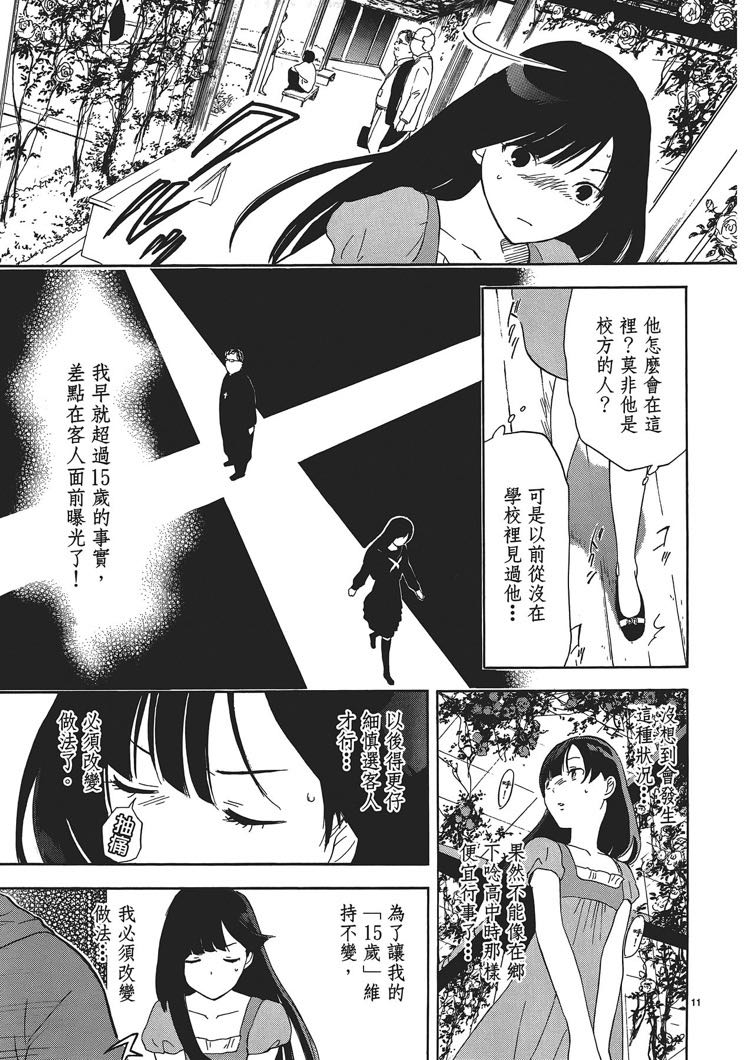 他怎麼會在這
裡？莫非他是
校方的人？
可是以前從沒在
學校裡見過他…
我早就超過15歲的事實，
差點在客人面前曝光了！
沒想到會發生
這種狀況…
果然不能像在鄉
下唸高中時那樣
便宜行事了…
以後得更仔
細慎選客人
才行…
必須改變
做法了。
抽痛
為了讓我的
「15歲」維
持不變，
我必須改變
做法…
11